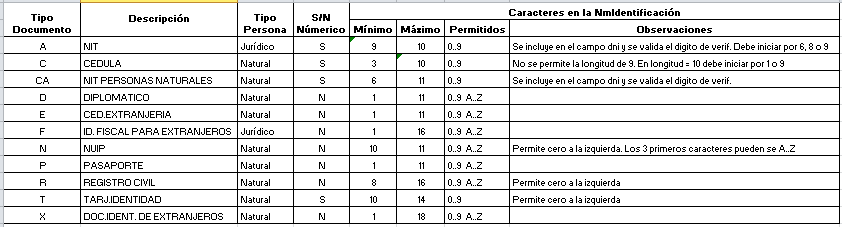 Tipo Documento | Descripción | Tipo Persona | S/N Númerico | Caracteres en la NmIdentificación
Mínimo | Máximo | Permitidos | Observaciones
A | NIT | Jurídico | S | 9 | 10 | 0..9 | Se incluye en el campo dni y se valida el digito de verif. Debe iniciar por 6, 8 o 9
C | CEDULA | Natural | S | 3 | 10 | 0..9 | No se permite la longitud de 9. En longitud = 10 debe iniciar por 1 o 9
CA | NIT PERSONAS NATURALES | Natural | S | 6 | 11 | 0..9 | Se incluye en el campo dni y se valida el digito de verif.
D | DIPLOMATICO | Natural | N | 1 | 11 | 0..9 A..Z
E | CED.EXTRANJERIA | Natural | N | 1 | 11 | 0..9 A..Z
F | ID. FISCAL PARA EXTRANJEROS | Jurídico | N | 1 | 16 | 0..9 A..Z
N | NUIP | Natural | N | 10 | 11 | 0..9 A..Z | Permite cero a la izquierda. Los 3 primeros caracteres pueden se A..Z
P | PASAPORTE | Natural | N | 1 | 11 | 0..9 A..Z
R | REGISTRO CIVIL | Natural | N | 8 | 16 | 0..9 A..Z | Permite cero a la izquierda
T | TARJ.IDENTIDAD | Natural | S | 10 | 14 | 0..9 | Permite cero a la izquierda
X | DOC.IDENT. DE EXTRANJEROS | Natural | N | 1 | 18 | 0..9 A..Z